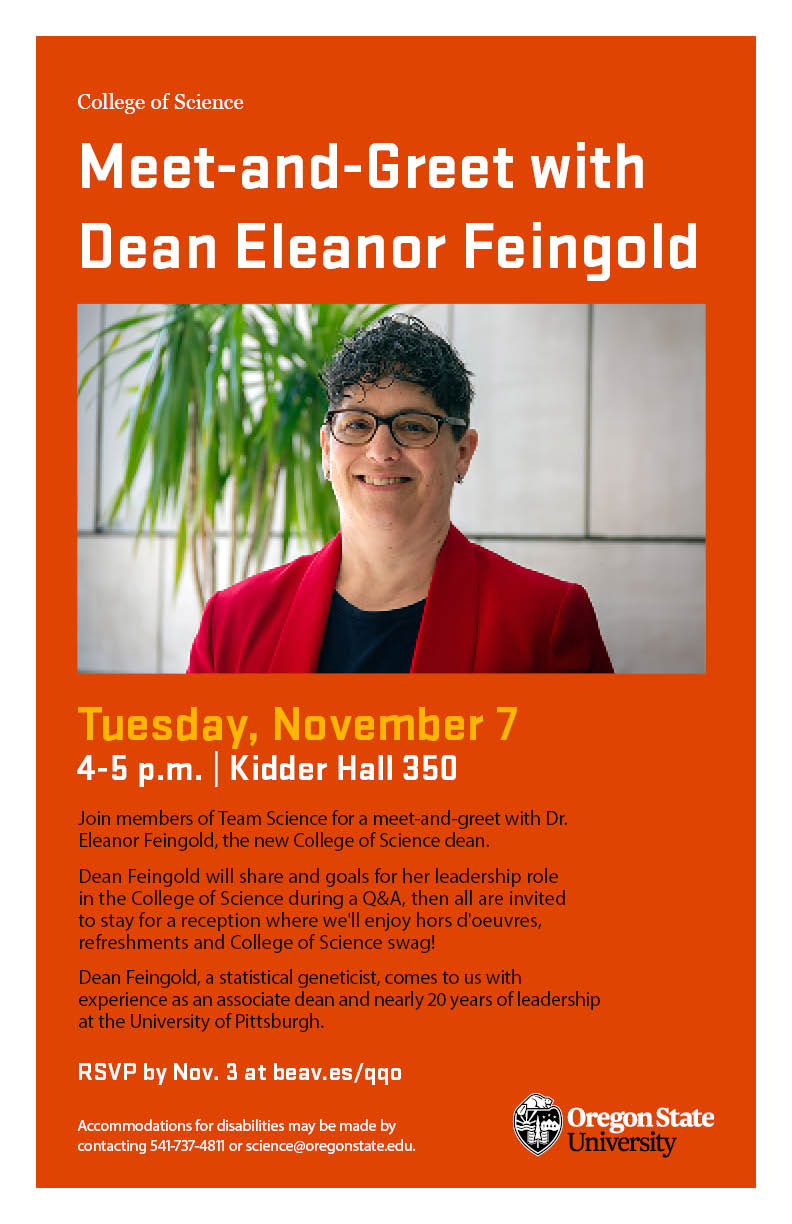 College of Science
Meet-and-Greet with
Dean Eleanor Feingold
Tuesday, November 7
4-5 p.m. | Kidder Hall 350
Join members of Team Science for a meet-and-greet with Dr.
Eleanor Feingold, the new College of Science dean.
Dean Feingold will share and goals for her leadership role
in the College of Science during a Q&A, then all are invited
to stay for a reception where we'll enjoy hors d'oeuvres,
refreshments and College of Science swag!
Dean Feingold, a statistical geneticist, comes to us with
experience as an associate dean and nearly 20 years of leadership
at the University of Pittsburgh.
RSVP by Nov. 3 at beav.es/qqo
Accommodations for disabilities may be made by
contacting 541-737-4811 or science@oregonstate.edu.
Oregon State
University